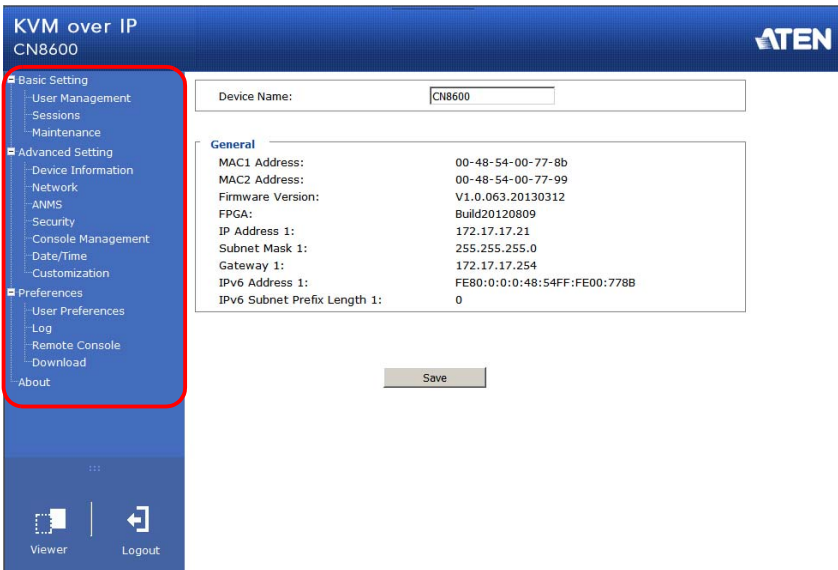 KVM over IP
CN8600
ATEN
Basic Setting
User Management
Sessions
Maintenance
Advanced Setting
Device Information
Network
ANMS
Security
Console Management
Date/Time
Customization
Preferences
User Preferences
Log
Remote Console
Download
About
Viewer
Logout
Device Name: CN8600
General
MAC1 Address: 00-48-54-00-77-8b
MAC2 Address: 00-48-54-00-77-99
Firmware Version: V1.0.063.20130312
FPGA: Build20120809
IP Address 1: 172.17.17.21
Subnet Mask 1: 255.255.255.0
Gateway 1: 172.17.17.254
IPv6 Address 1: FE80:0:0:0:48:54FF:FE00:778B
IPv6 Subnet Prefix Length 1: 0
Save